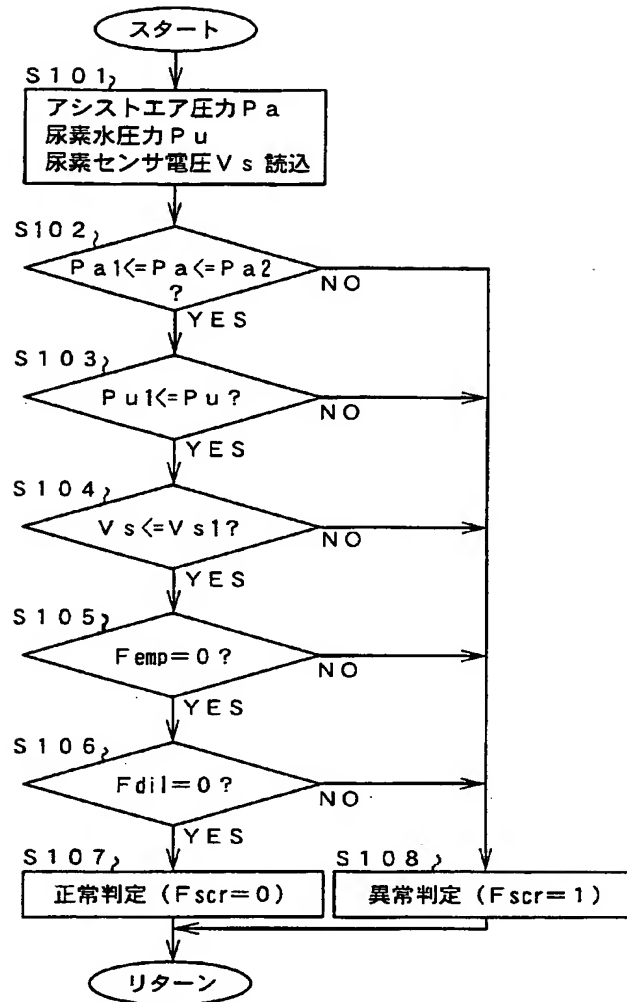 スタート
S101
アシストエア圧力Pa
尿素水圧力Pu
尿素センサ電圧Vs読込
S102
Pa1<=Pa<=Pa2
?
NO
YES
S103
Pu1<=Pu?
NO
YES
S104
Vs<=Vs1?
NO
YES
S105
Femp=0?
NO
YES
S106
Fdil=0?
NO
YES
S107
正常判定(Fscr=0)
S108
異常判定(Fscr=1)
リターン